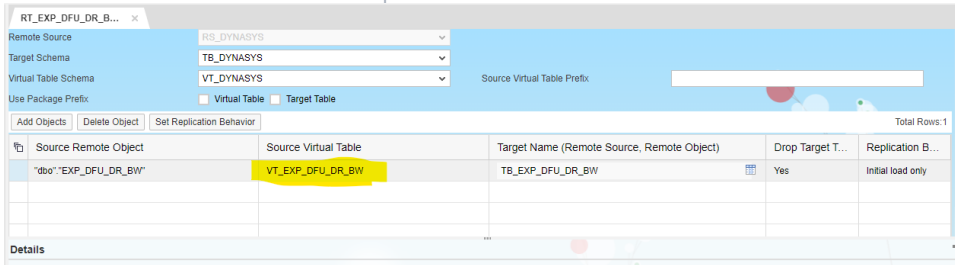 RT_EXP_DFU_DR_B... ×
Remote Source RS_DYNASYS
Target Schema TB_DYNASYS
Virtual Table Schema VT_DYNASYS Source Virtual Table Prefix
Use Package Prefix Virtual Table Target Table
Add Objects Delete Object Set Replication Behavior Total Rows:1
Source Remote Object Source Virtual Table Target Name (Remote Source, Remote Object) Drop Target T... Replication B...
"dbo"."EXP_DFU_DR_BW" VT_EXP_DFU_DR_BW TB_EXP_DFU_DR_BW Yes Initial load only
Details